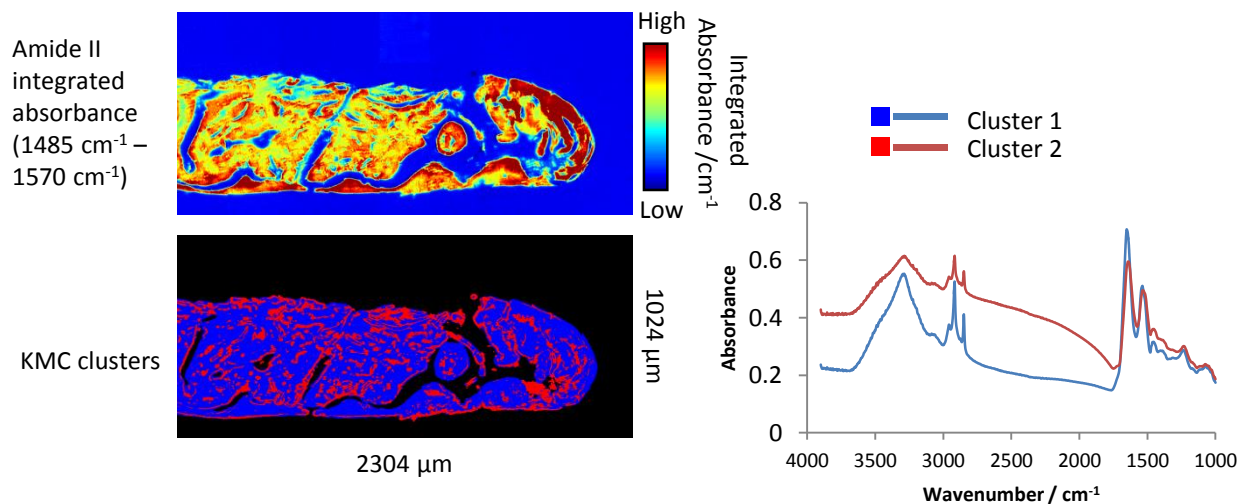 Amide II
integrated
absorbance
(1485 cm⁻¹ –
1570 cm⁻¹)
High
Low
Integrated
Absorbance /cm⁻¹
KMC clusters
1024 µm
2304 µm
Cluster 1
Cluster 2
0.8
0.6
0.4
0.2
0
Absorbance
4000 3500 3000 2500 2000 1500 1000
Wavenumber / cm⁻¹